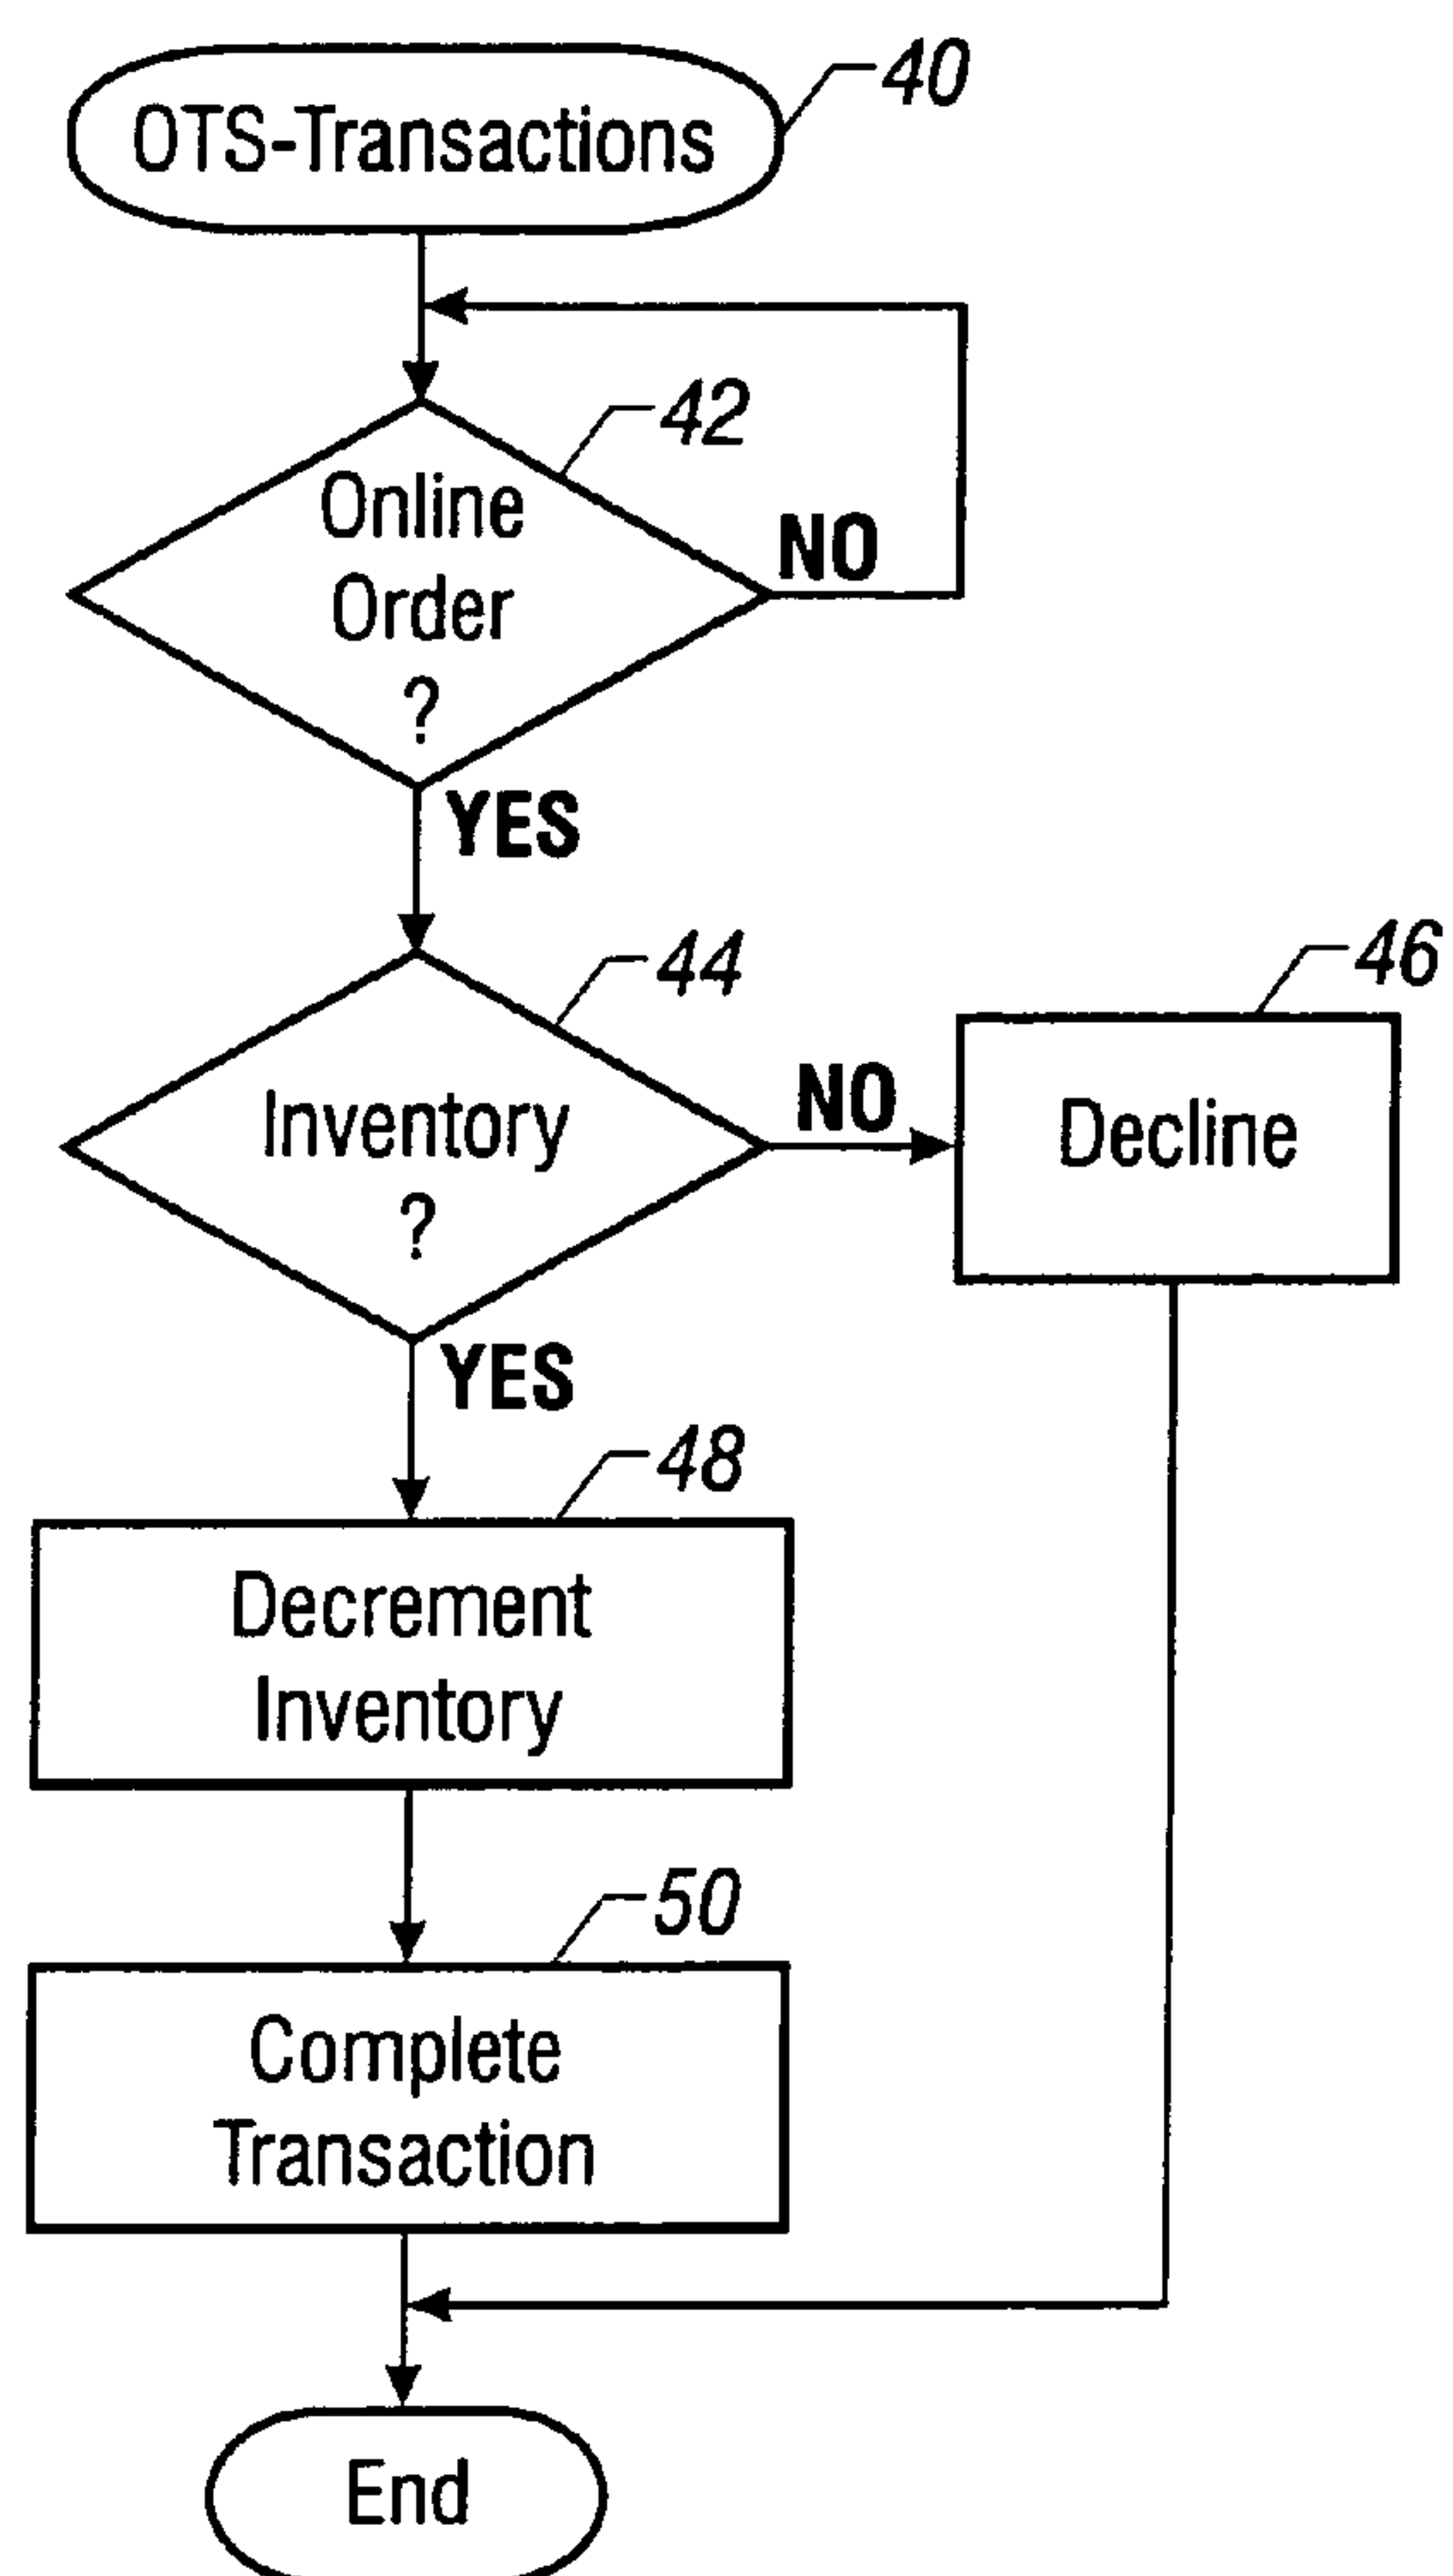 40
OTS-Transactions
42
Online
Order
?
NO
YES
44
46
Inventory
?
NO
Decline
YES
48
Decrement
Inventory
50
Complete
Transaction
End